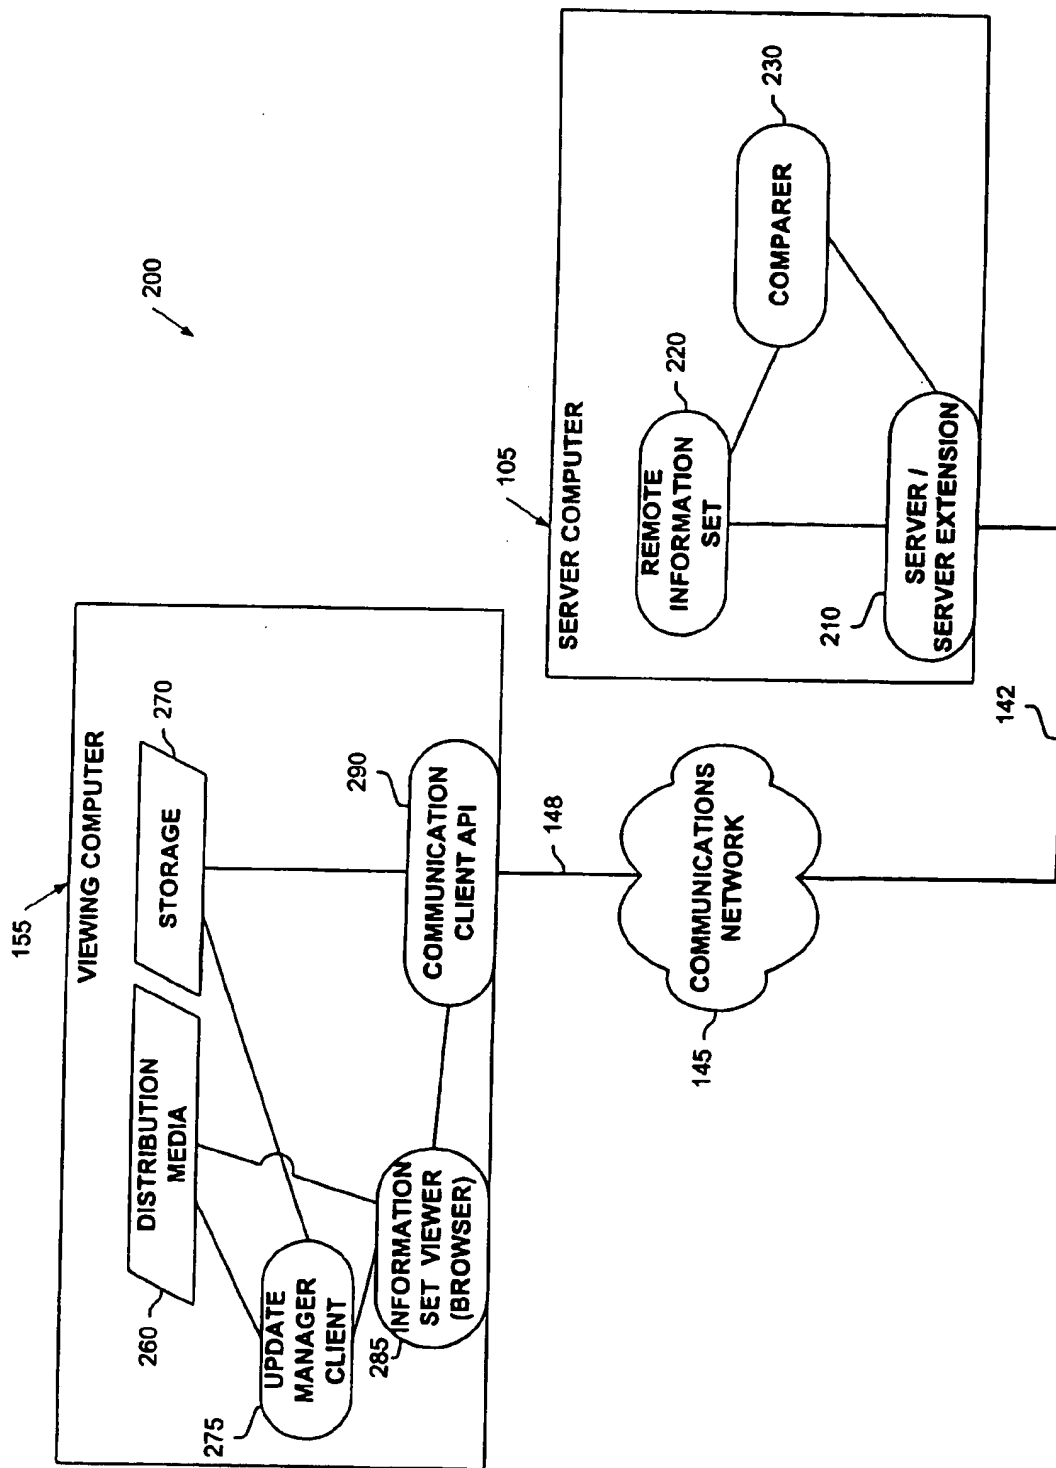 200
155
VIEWING COMPUTER
260
DISTRIBUTION
MEDIA
STORAGE
270
275
UPDATE
MANAGER
CLIENT
285
INFORMATION
SET VIEWER
(BROWSER)
COMMUNICATION
CLIENT API
290
148
COMMUNICATIONS
NETWORK
145
142
105
SERVER COMPUTER
REMOTE
INFORMATION
SET
220
COMPARER
230
210
SERVER /
SERVER EXTENSION